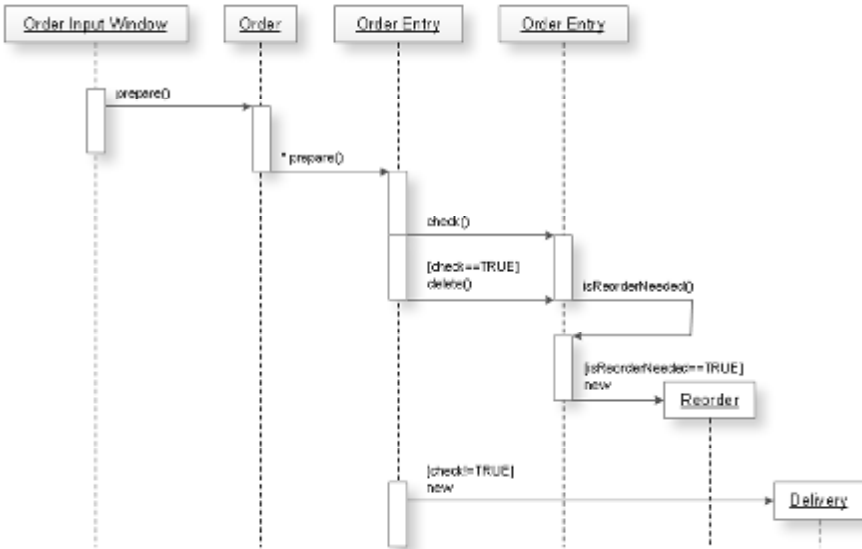 Order Input Window
Order
Order Entry
Order Entry
prepare()
* prepare()
check()
[check==TRUE]
delete()
isReorderNeeded()
[isReorderNeeded==TRUE]
new
Reorder
[check!=TRUE]
new
Delivery